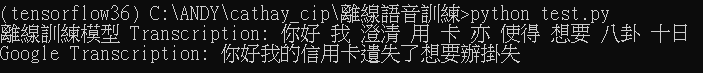 (tensorflow36) C:\ANDY\cathay_cip\離線語音訓練>python test.py
離線訓練模型 Transcription: 你好 我 澄清 用 卡 亦 使得 想要 八卦 十日
Google Transcription: 你好我的信用卡遺失了想要辦掛失